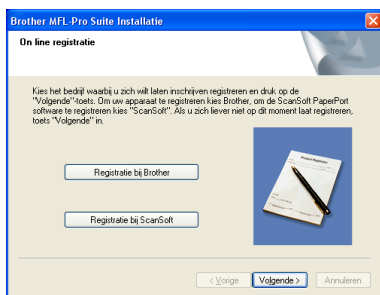 Brother MFL-Pro Suite Installatie
On line registratie
Kies het bedrijf waarbij u zich wilt laten inschrijven registreren en druk op de
"Volgende"-toets. Om uw apparaat te registreren kies Brother, om de ScanSoft PaperPort
software te registreren kies "ScanSoft". Als u zich liever niet op dit moment laat registreren,
toets "Volgende" in.
Registratie bij Brother
Registratie bij ScanSoft
Product Registration
< Vorige
Volgende >
Annuleren